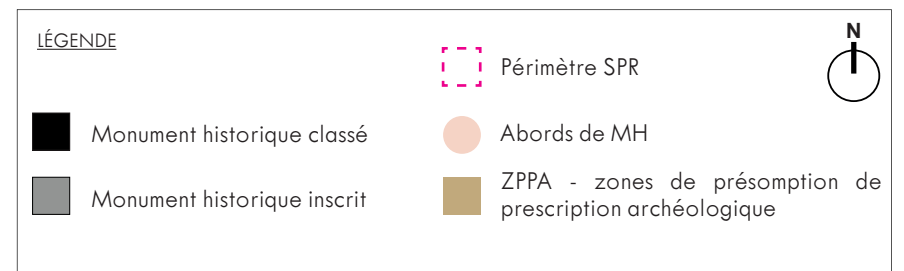 LÉGENDE
N
Périmètre SPR
Monument historique classé
Abords de MH
Monument historique inscrit
ZPPA - zones de présomption de
prescription archéologique